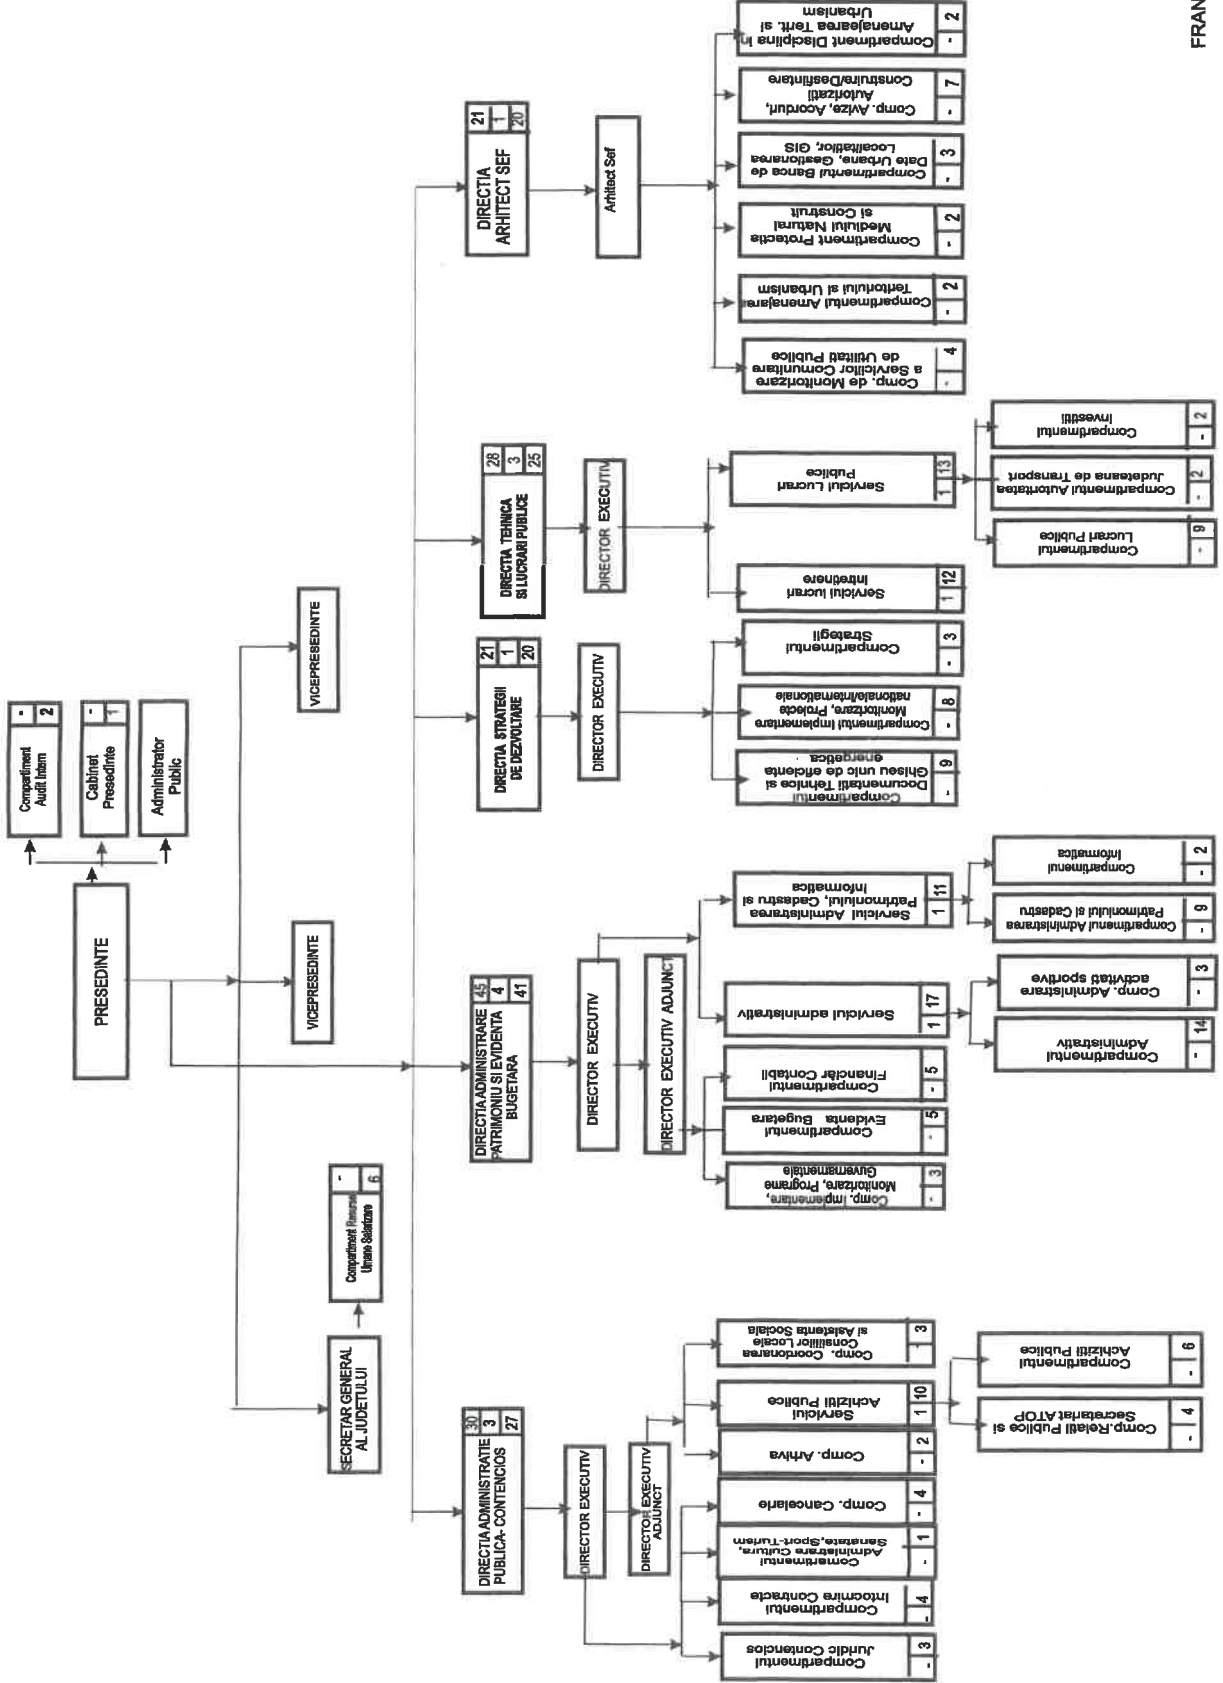 FRAN
Compartiment
Audit Intern
-
2
Cabinet
Presedinte
-
1
Administrator
Public
PRESEDINTE
VICEPRESEDINTE
VICEPRESEDINTE
SECRETAR GENERAL
AL JUDETULUI
Compartiment Resurse
Umane Salarizare
-
6
DIRECTIA ADMINISTRATIE
PUBLICA- CONTENCIOS
30
3
27
DIRECTOR EXECUTIV
DIRECTOR EXECUTIV
ADJUNCT
Compartimentul
Juridic Contencios
- 3
Compartimentul
Intocmire Contracte
- 4
Comartimentul
Administrare Cultura,
Sanatate,Sport-Turism
- 1
Comp. Cancelarie
- 4
Comp. Arhiva
- 2
Serviciul
Achizitii Publice
1 10
Comp. Coordonarea
Consiliilor Locale
si Asistenta Sociala
3
Comp.Relatii Publice si
Secretariat ATOP
- 4
Compartimentul
Achizitii Publice
- 6
DIRECTIA ADMINISTRARE
PATRIMONIU SI EVIDENTA
BUGETARA
45
4
41
DIRECTOR EXECUTIV
DIRECTOR EXECUTIV ADJUNCT
Comp. Implementare,
Monitorizare, Programe
Guvernamentale
- 3
Compartimentul
Evidenta Bugetara
- 5
Compartimentul
Financiar Contabil
- 5
Serviciul administrativ
1 17
Serviciul Administrarea
Patrimoniului, Cadastru si
Informatica
1 11
Compartimentul
Administrativ
- 14
Comp. Administrare
activitati sportive
- 3
Compartimenul Administrarea
Patrimoniului si Cadastru
- 9
Compartimenul
Informatica
- 2
DIRECTIA STRATEGII
DE DEZVOLTARE
21
1
20
DIRECTOR EXECUTIV
Compartimentul
Documentatii Tehnice si
Ghiseu unic de eficienta
energetica
- 9
Compartimentul Implementare
Monitorizare, Proiecte
nationale/internationale
- 8
Compartimentul
Strategii
- 3
DIRECTIA TEHNICA
SI LUCRARI PUBLICE
28
3
25
DIRECTOR EXECUTIV
Serviciul lucrari
Intretinere
1 12
Serviciul Lucrari
Publice
1 13
Compartimentul
Lucrari Publice
- 9
Compartimentul Autoritatea
Judeteana de Transport
- 2
Compartimentul
Investitii
- 2
DIRECTIA
ARHITECT SEF
21
1
20
Arhitect Sef
Comp. de Monitorizare
a Serviciilor Comunitare
de Utilitati Publice
- 4
Compartimentul Amenajarea
Teritoriului si Urbanism
- 2
Compartiment Protectia
Mediului Natural
si Construit
- 2
Compartimentul Banca de
Date Urbane, Gestionarea
Localitatilor, GIS
- 3
Comp. Avize, Acorduri,
Autorizatii
Construire/Desfiintare
- 7
Compartiment Disciplina in
Amenajarea Terit. si
Urbanism
- 2